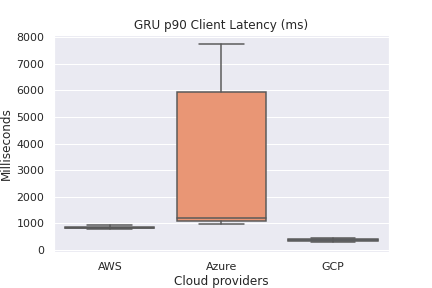 GRU p90 Client Latency (ms)
8000
7000
6000
5000
4000
3000
2000
1000
0
Milliseconds
AWS
Azure
GCP
Cloud providers